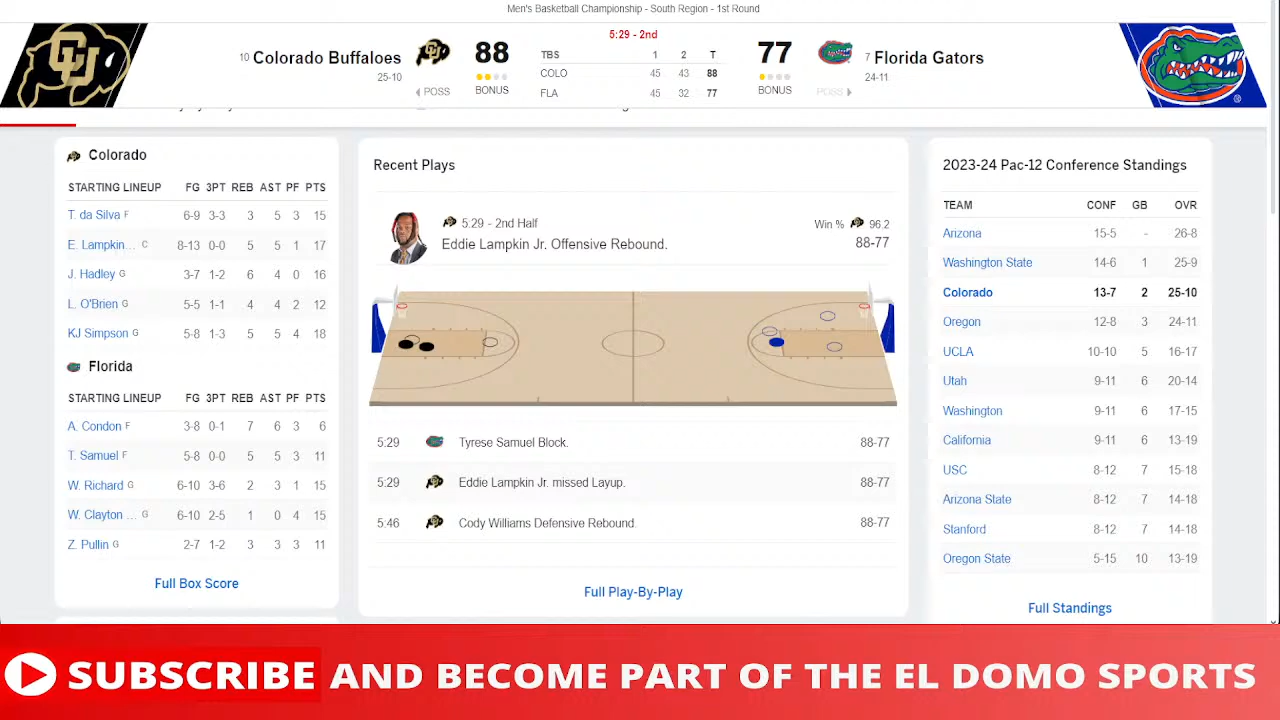 Men's Basketball Championship - South Region - 1st Round
10 Colorado Buffaloes
25-10
POSS
88
BONUS
5:29 - 2nd
TBS 1 2 T
COLO 45 43 88
FLA 45 32 77
77
BONUS
7 Florida Gators
24-11
POSS
Colorado
STARTING LINEUP FG 3PT REB AST PF PTS
T. da Silva F 6-9 3-3 3 5 3 15
E. Lampkin... C 8-13 0-0 5 5 1 17
J. Hadley G 3-7 1-2 6 4 0 16
L. O'Brien G 5-5 1-1 4 4 2 12
KJ Simpson G 5-8 1-3 5 5 4 18
Florida
STARTING LINEUP FG 3PT REB AST PF PTS
A. Condon F 3-8 0-1 7 6 3 6
T. Samuel F 5-8 0-0 5 5 3 11
W. Richard G 6-10 3-6 2 3 1 15
W. Clayton ... G 6-10 2-5 1 0 4 15
Z. Pullin G 2-7 1-2 3 3 3 11
Full Box Score
Recent Plays
5:29 - 2nd Half
Eddie Lampkin Jr. Offensive Rebound.
Win % 96.2
88-77
5:29 Tyrese Samuel Block. 88-77
5:29 Eddie Lampkin Jr. missed Layup. 88-77
5:46 Cody Williams Defensive Rebound. 88-77
Full Play-By-Play
2023-24 Pac-12 Conference Standings
TEAM CONF GB OVR
Arizona 15-5 - 26-8
Washington State 14-6 1 25-9
Colorado 13-7 2 25-10
Oregon 12-8 3 24-11
UCLA 10-10 5 16-17
Utah 9-11 6 20-14
Washington 9-11 6 17-15
California 9-11 6 13-19
USC 8-12 7 15-18
Arizona State 8-12 7 14-18
Stanford 8-12 7 14-18
Oregon State 5-15 10 13-19
Full Standings
SUBSCRIBE AND BECOME PART OF THE EL DOMO SPORTS